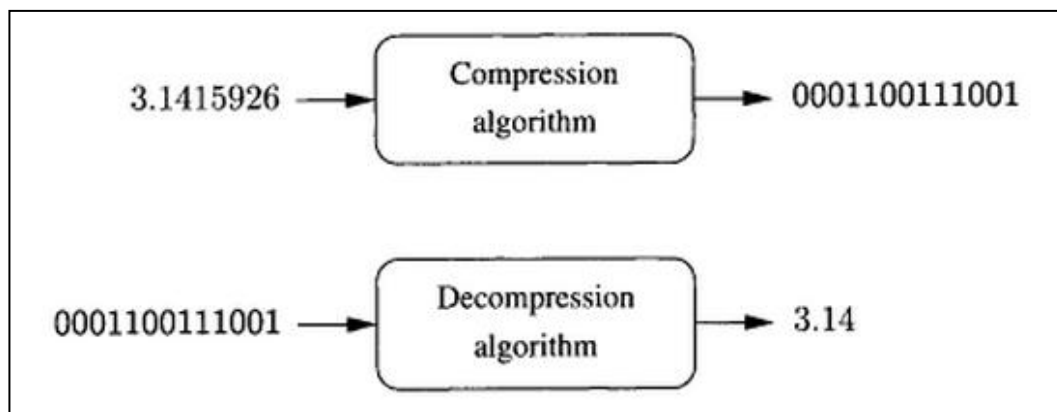 3.1415926
Compression
algorithm
0001100111001
0001100111001
Decompression
algorithm
3.14